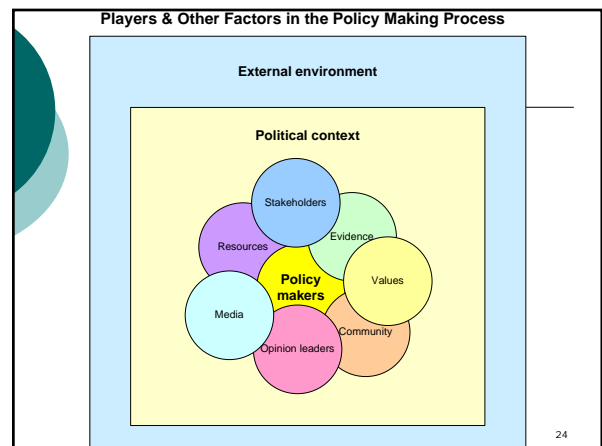 Players & Other Factors in the Policy Making Process
External environment
Political context
Stakeholders
Evidence
Resources
Policy
makers
Values
Media
Community
Opinion leaders
24